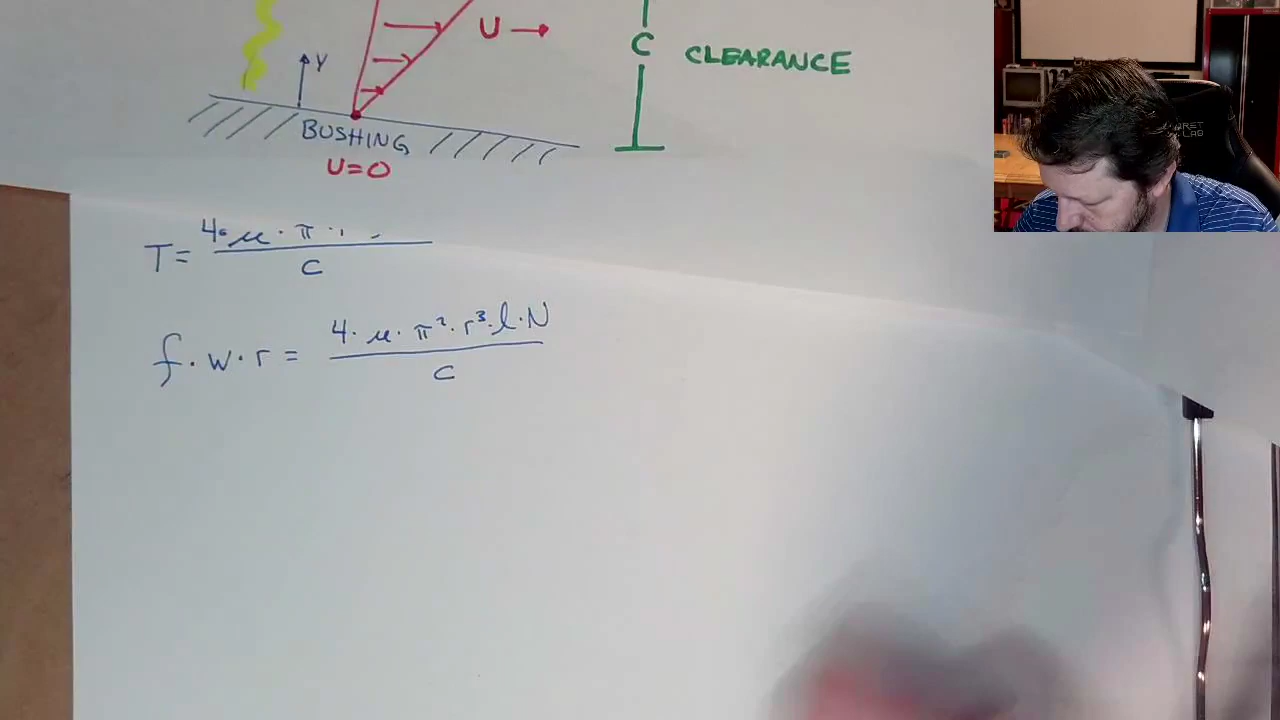 U →
Y
C CLEARANCE
BUSHING
U=0
T = 4·μ·π· / C
f·w·r = 4·μ·π²·r³·l·N / C